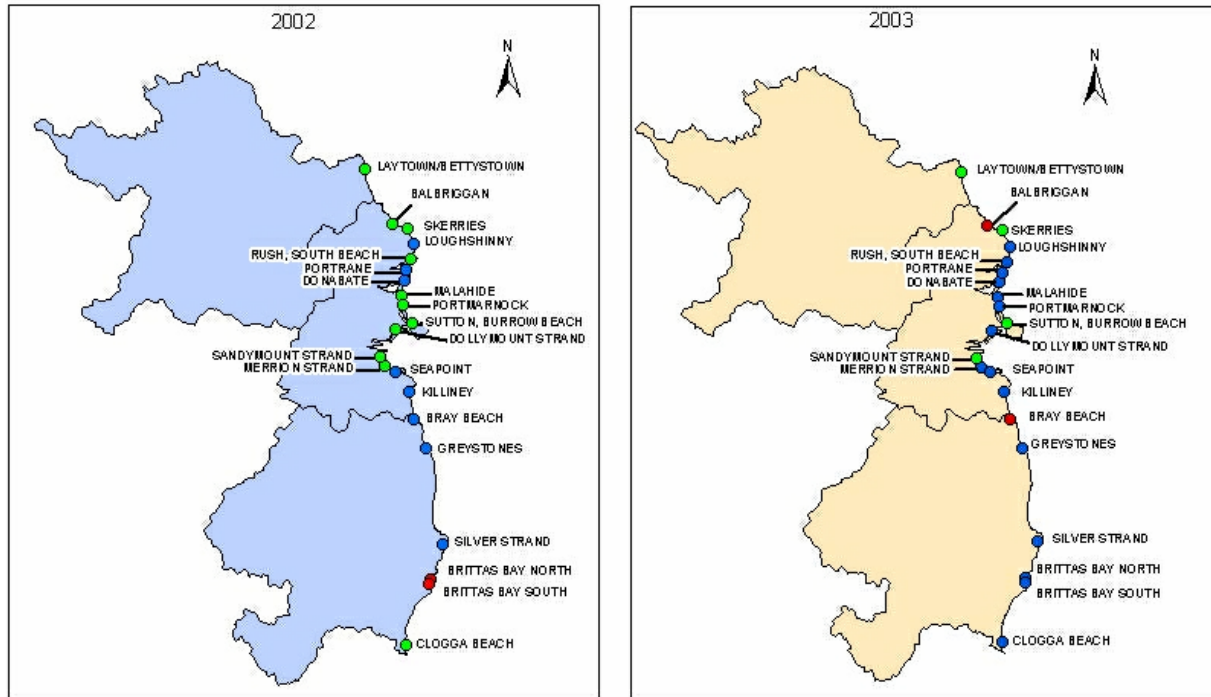 2002
N
LAYTOWN/BETTYSTOWN
BALBRIGGAN
SKERRIES
LOUGHSHINNY
RUSH, SOUTH BEACH
PORTRANE
DONABATE
MALAHIDE
PORTMARNOCK
SUTTON, BURROW BEACH
DOLLYMOUNT STRAND
SANDYMOUNT STRAND
MERRION STRAND
SEAPOINT
KILLINEY
BRAY BEACH
GREYSTONES
SILVER STRAND
BRITTAS BAY NORTH
BRITTAS BAY SOUTH
CLOGGA BEACH
2003
N
LAYTOWN/BETTYSTOWN
BALBRIGGAN
SKERRIES
LOUGHSHINNY
RUSH, SOUTH BEACH
PORTRANE
DONABATE
MALAHIDE
PORTMARNOCK
SUTTON, BURROW BEACH
DOLLYMOUNT STRAND
SANDYMOUNT STRAND
MERRION STRAND
SEAPOINT
KILLINEY
BRAY BEACH
GREYSTONES
SILVER STRAND
BRITTAS BAY NORTH
BRITTAS BAY SOUTH
CLOGGA BEACH